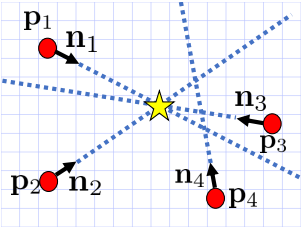 p₁
n₁
n₃
p₃
p₂ n₂
n₄ p₄